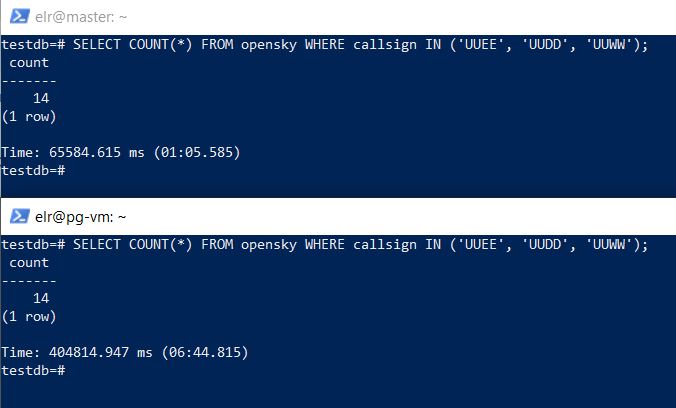 elr@master: ~
testdb=# SELECT COUNT(*) FROM opensky WHERE callsign IN ('UUEE', 'UUDD', 'UUWW');
 count
-------
    14
(1 row)

Time: 65584.615 ms (01:05.585)
testdb=#
elr@pg-vm: ~
testdb=# SELECT COUNT(*) FROM opensky WHERE callsign IN ('UUEE', 'UUDD', 'UUWW');
 count
-------
    14
(1 row)

Time: 404814.947 ms (06:44.815)
testdb=#